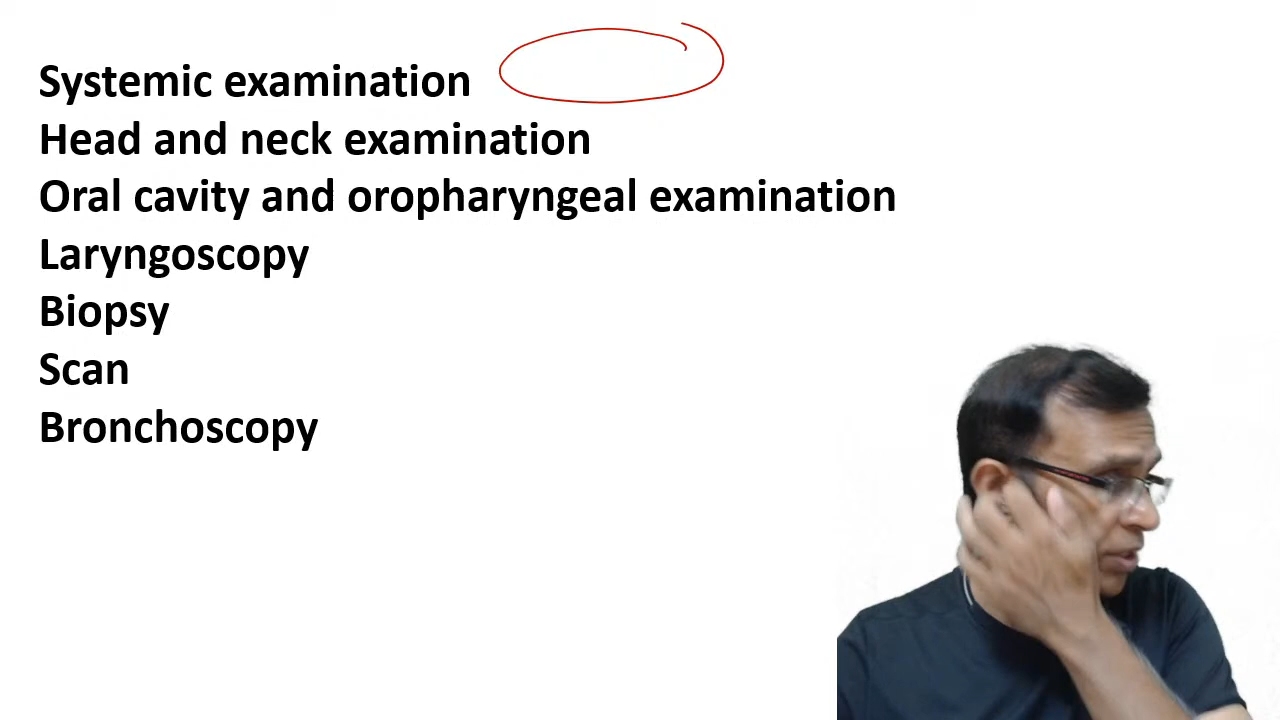 Systemic examination
Head and neck examination
Oral cavity and oropharyngeal examination
Laryngoscopy
Biopsy
Scan
Bronchoscopy